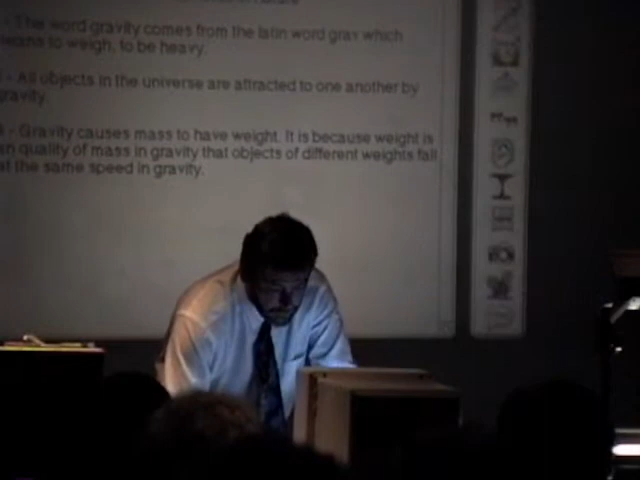 - The word gravity comes from the latin word grav which
means to weigh, to be heavy.
- All objects in the universe are attracted to one another by
gravity.
- Gravity causes mass to have weight. It is because weight is
an quality of mass in gravity that objects of different weights fall
at the same speed in gravity.